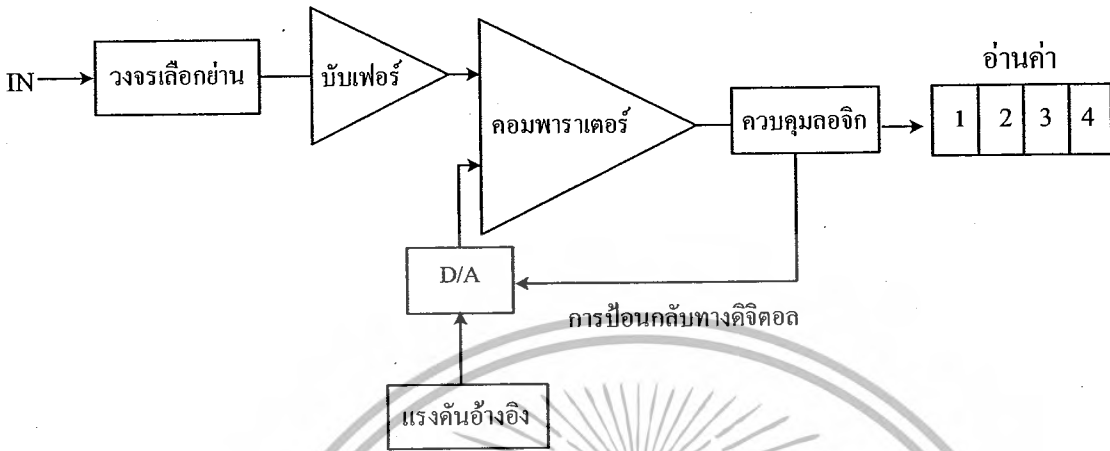 IN
วงจรเลือกย่าน
บับเฟอร์
คอมพาราเตอร์
ควบคุมลอจิก
อ่านค่า
1 2 3 4
D/A
การป้อนกลับทางดิจิตอล
แรงดันอ้างอิง